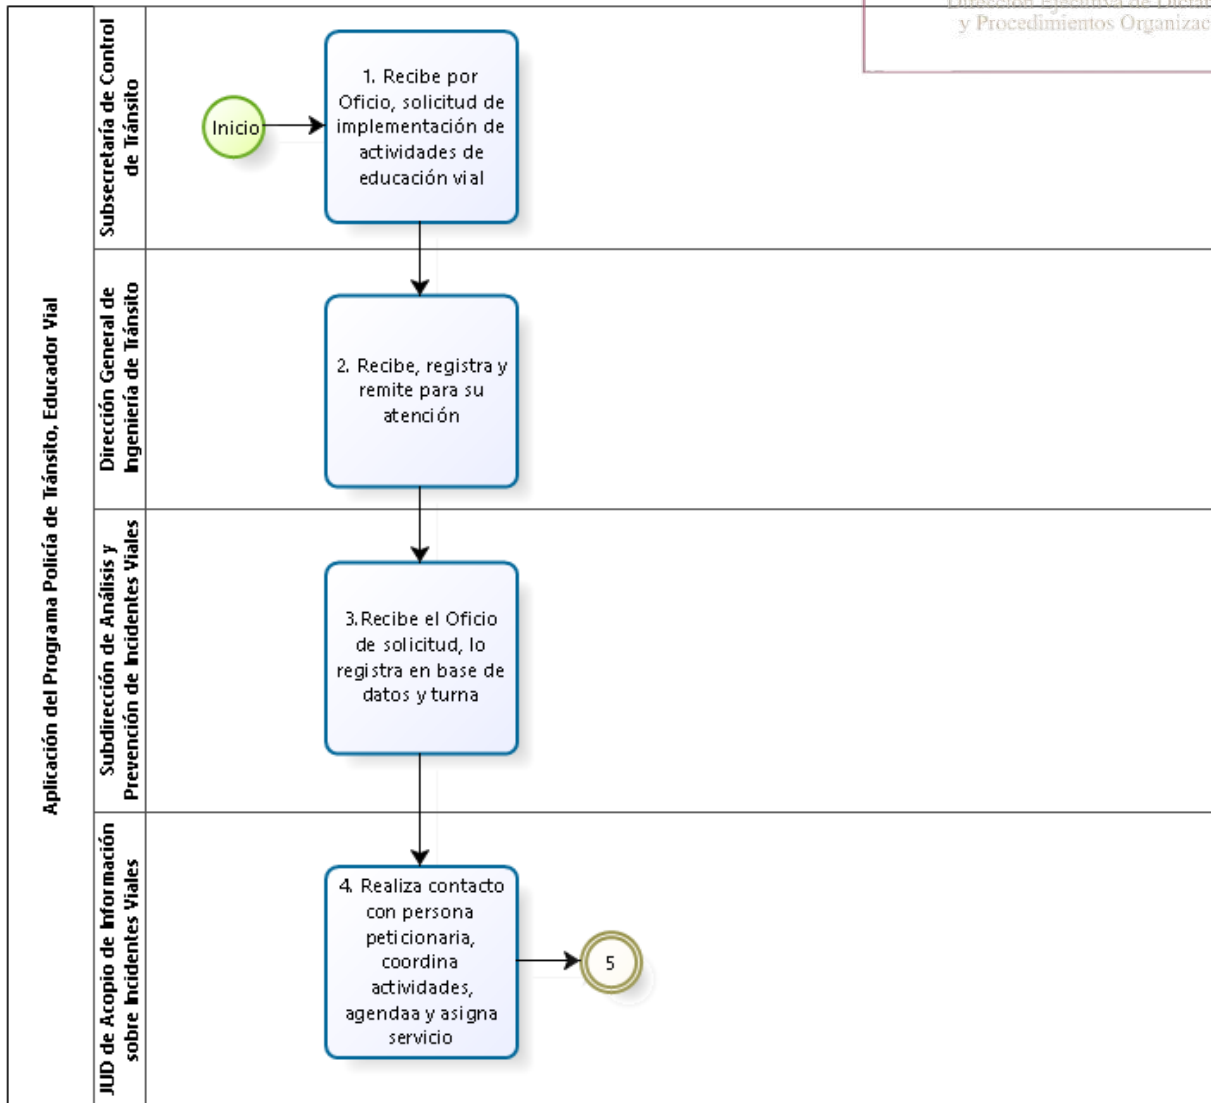 y Procedimientos Organizac
Aplicación del Programa Policía de Tránsito, Educador Vial
Subsecretaría de Control
de Tránsito
Inicio
1. Recibe por
Oficio, solicitud de
implementación de
actividades de
educación vial
Dirección General de
Ingeniería de Tránsito
2. Recibe, registra y
remite para su
atención
Subdirección de Análisis y
Prevención de Incidentes Viales
3.Recibe el Oficio
de solicitud, lo
registra en base de
datos y turna
JUD de Acopio de Información
sobre Incidentes Viales
4. Realiza contacto
con persona
peticionaria,
coordina
actividades,
agendaa y asigna
servicio
5